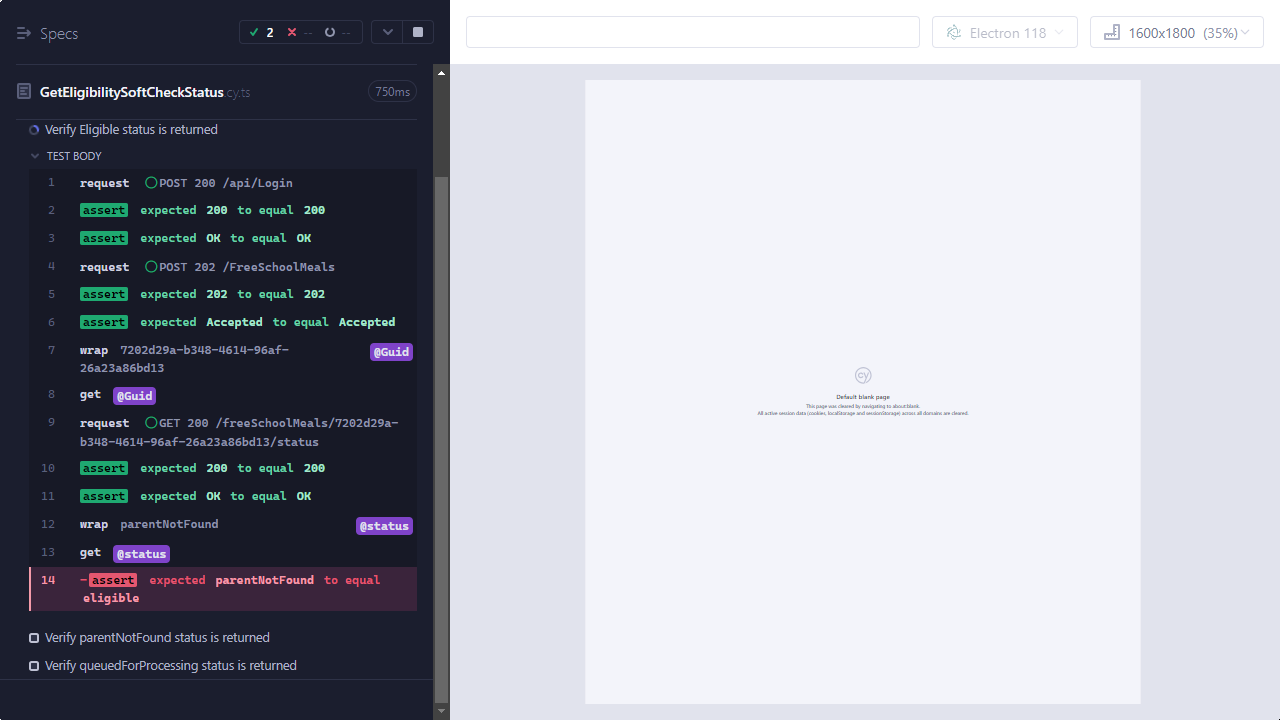 Specs
2
--
--
Electron 118
1600x1800 (35%)
GetEligibilitySoftCheckStatus.cy.ts
750ms
Verify Eligible status is returned
TEST BODY
1 request POST 200 /api/Login
2 assert expected 200 to equal 200
3 assert expected OK to equal OK
4 request POST 202 /FreeSchoolMeals
5 assert expected 202 to equal 202
6 assert expected Accepted to equal Accepted
7 wrap 7202d29a-b348-4614-96af- @Guid
26a23a86bd13
8 get @Guid
9 request GET 200 /freeSchoolMeals/7202d29a-
b348-4614-96af-26a23a86bd13/status
10 assert expected 200 to equal 200
11 assert expected OK to equal OK
12 wrap parentNotFound @status
13 get @status
14 -assert expected parentNotFound to equal
eligible
Verify parentNotFound status is returned
Verify queuedForProcessing status is returned
cy
Default blank page
This page was cleared by navigating to about:blank.
All active session data (cookies, localStorage and sessionStorage) across all domains are cleared.